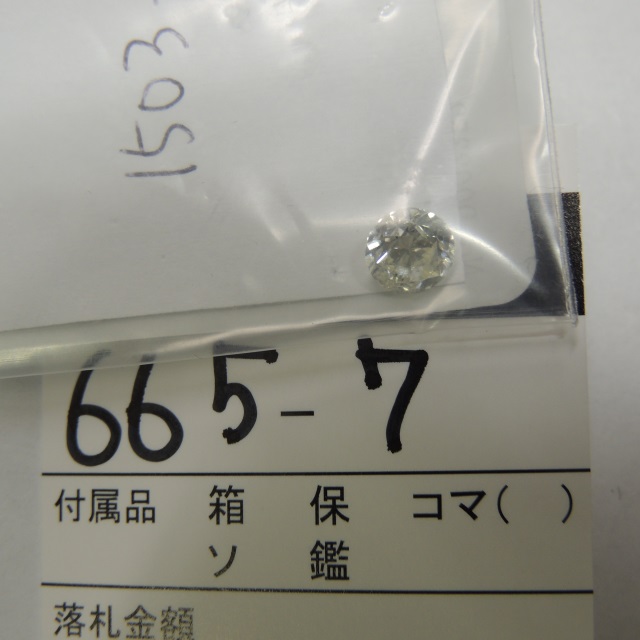 1503
665-7
付属品 箱 保 コマ( )
ソ 鑑
落札金額